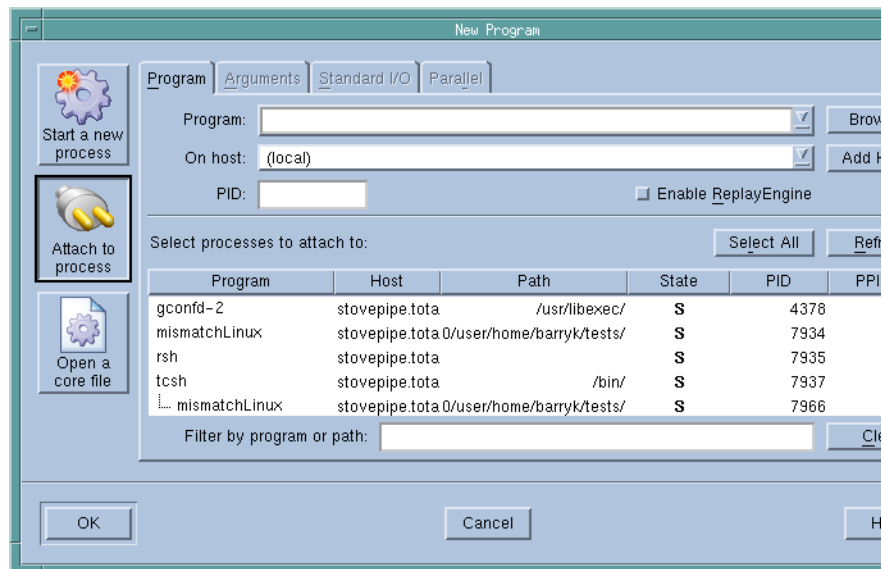 New Program
Start a new
process
Attach to
process
Open a
core file
Program Arguments Standard I/O Parallel
Program: Brow
On host: (local) Add H
PID: Enable ReplayEngine
Select processes to attach to: Select All Refr
Program Host Path State PID PPI
gconfd-2 stovepipe.tota /usr/libexec/ S 4378
mismatchLinux stovepipe.tota 0/user/home/barryk/tests/ S 7934
rsh stovepipe.tota S 7935
tcsh stovepipe.tota /bin/ S 7937
mismatchLinux stovepipe.tota 0/user/home/barryk/tests/ S 7966
Filter by program or path: Cle
OK Cancel H